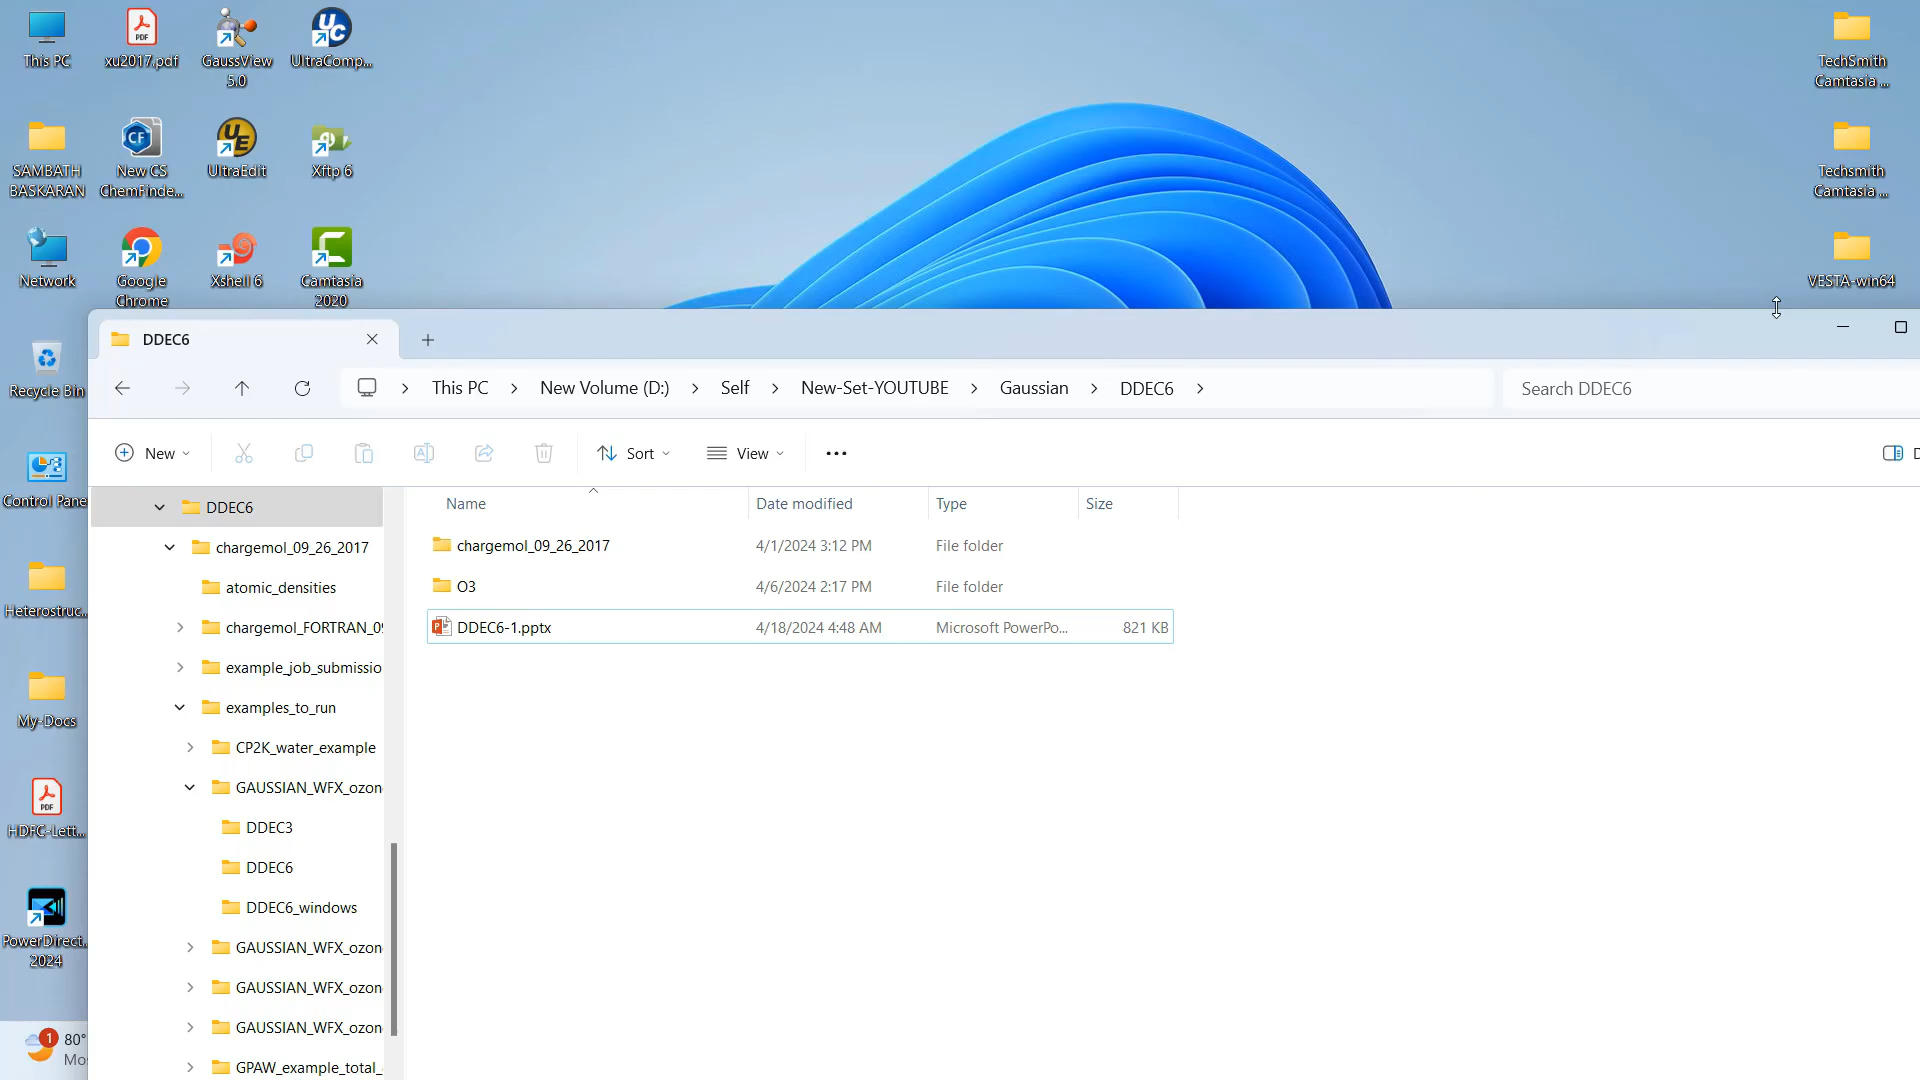 This PC
xu2017.pdf
GaussView
5.0
UltraComp...
TechSmith
Camtasia ...
SAMBATH
BASKARAN
New CS
ChemFinde...
UltraEdit
Xftp 6
Techsmith
Camtasia ...
Network
Google
Chrome
Xshell 6
Camtasia
2020
VESTA-win64
DDEC6
Recycle Bin
This PC
New Volume (D:)
Self
New-Set-YOUTUBE
Gaussian
DDEC6
Search DDEC6
New
Sort
View
Control Pane
DDEC6
Name
Date modified
Type
Size
chargemol_09_26_2017
chargemol_09_26_2017
4/1/2024 3:12 PM
File folder
atomic_densities
O3
4/6/2024 2:17 PM
File folder
Heterostruc...
chargemol_FORTRAN_09
DDEC6-1.pptx
4/18/2024 4:48 AM
Microsoft PowerPo...
821 KB
example_job_submissio
examples_to_run
My-Docs
CP2K_water_example
GAUSSIAN_WFX_ozon
HDFC-Lett...
DDEC3
DDEC6
DDEC6_windows
PowerDirect...
2024
GAUSSIAN_WFX_ozon
GAUSSIAN_WFX_ozon
GAUSSIAN_WFX_ozon
1
80°
Mos
GPAW_example_total_